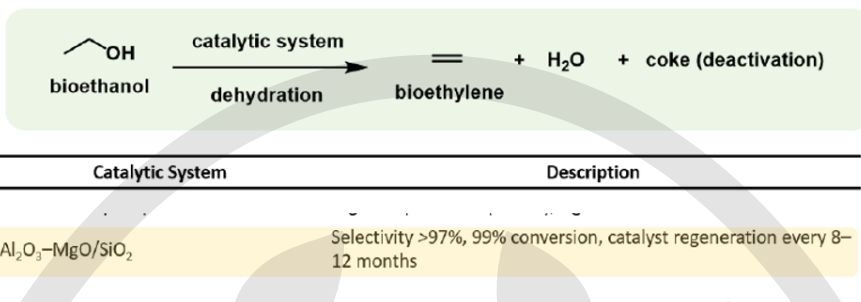 OH
catalytic system
bioethanol
dehydration
bioethylene
+ H₂O + coke (deactivation)
Catalytic System Description
Al₂O₃–MgO/SiO₂
Selectivity >97%, 99% conversion, catalyst regeneration every 8–
12 months